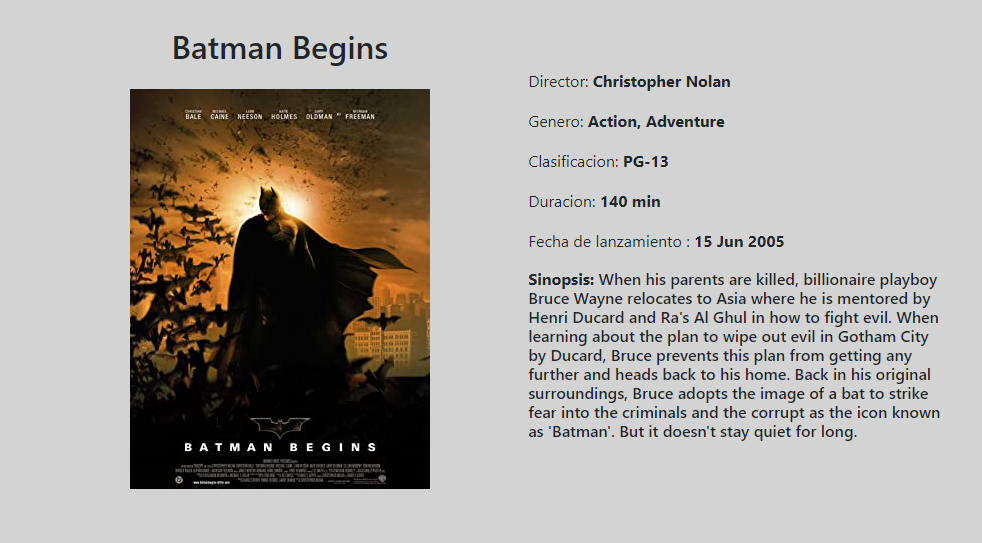 Batman Begins
CHRISTIAN BALE MICHAEL CAINE LIAM NEESON KATIE HOLMES GARY OLDMAN AND MORGAN FREEMAN
BATMAN BEGINS
Director: Christopher Nolan
Genero: Action, Adventure
Clasificacion: PG-13
Duracion: 140 min
Fecha de lanzamiento : 15 Jun 2005
Sinopsis: When his parents are killed, billionaire playboy
Bruce Wayne relocates to Asia where he is mentored by
Henri Ducard and Ra's Al Ghul in how to fight evil. When
learning about the plan to wipe out evil in Gotham City
by Ducard, Bruce prevents this plan from getting any
further and heads back to his home. Back in his original
surroundings, Bruce adopts the image of a bat to strike
fear into the criminals and the corrupt as the icon known
as 'Batman'. But it doesn't stay quiet for long.